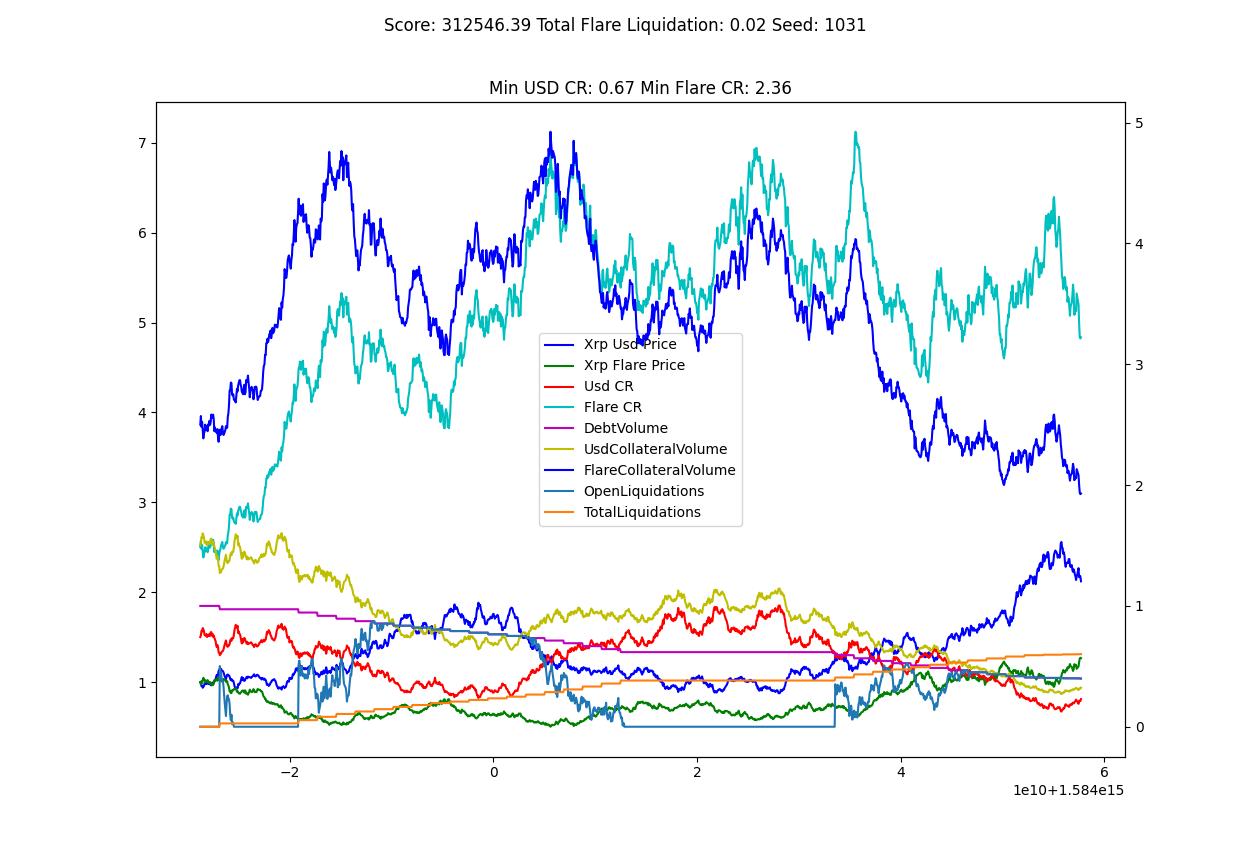 Score: 312546.39 Total Flare Liquidation: 0.02 Seed: 1031
Min USD CR: 0.67 Min Flare CR: 2.36
7
6
5
4
3
2
1
5
4
3
2
1
0
Xrp Usd Price
Xrp Flare Price
Usd CR
Flare CR
DebtVolume
UsdCollateralVolume
FlareCollateralVolume
OpenLiquidations
TotalLiquidations
−2 0 2 4 6
1e10+1.584e15